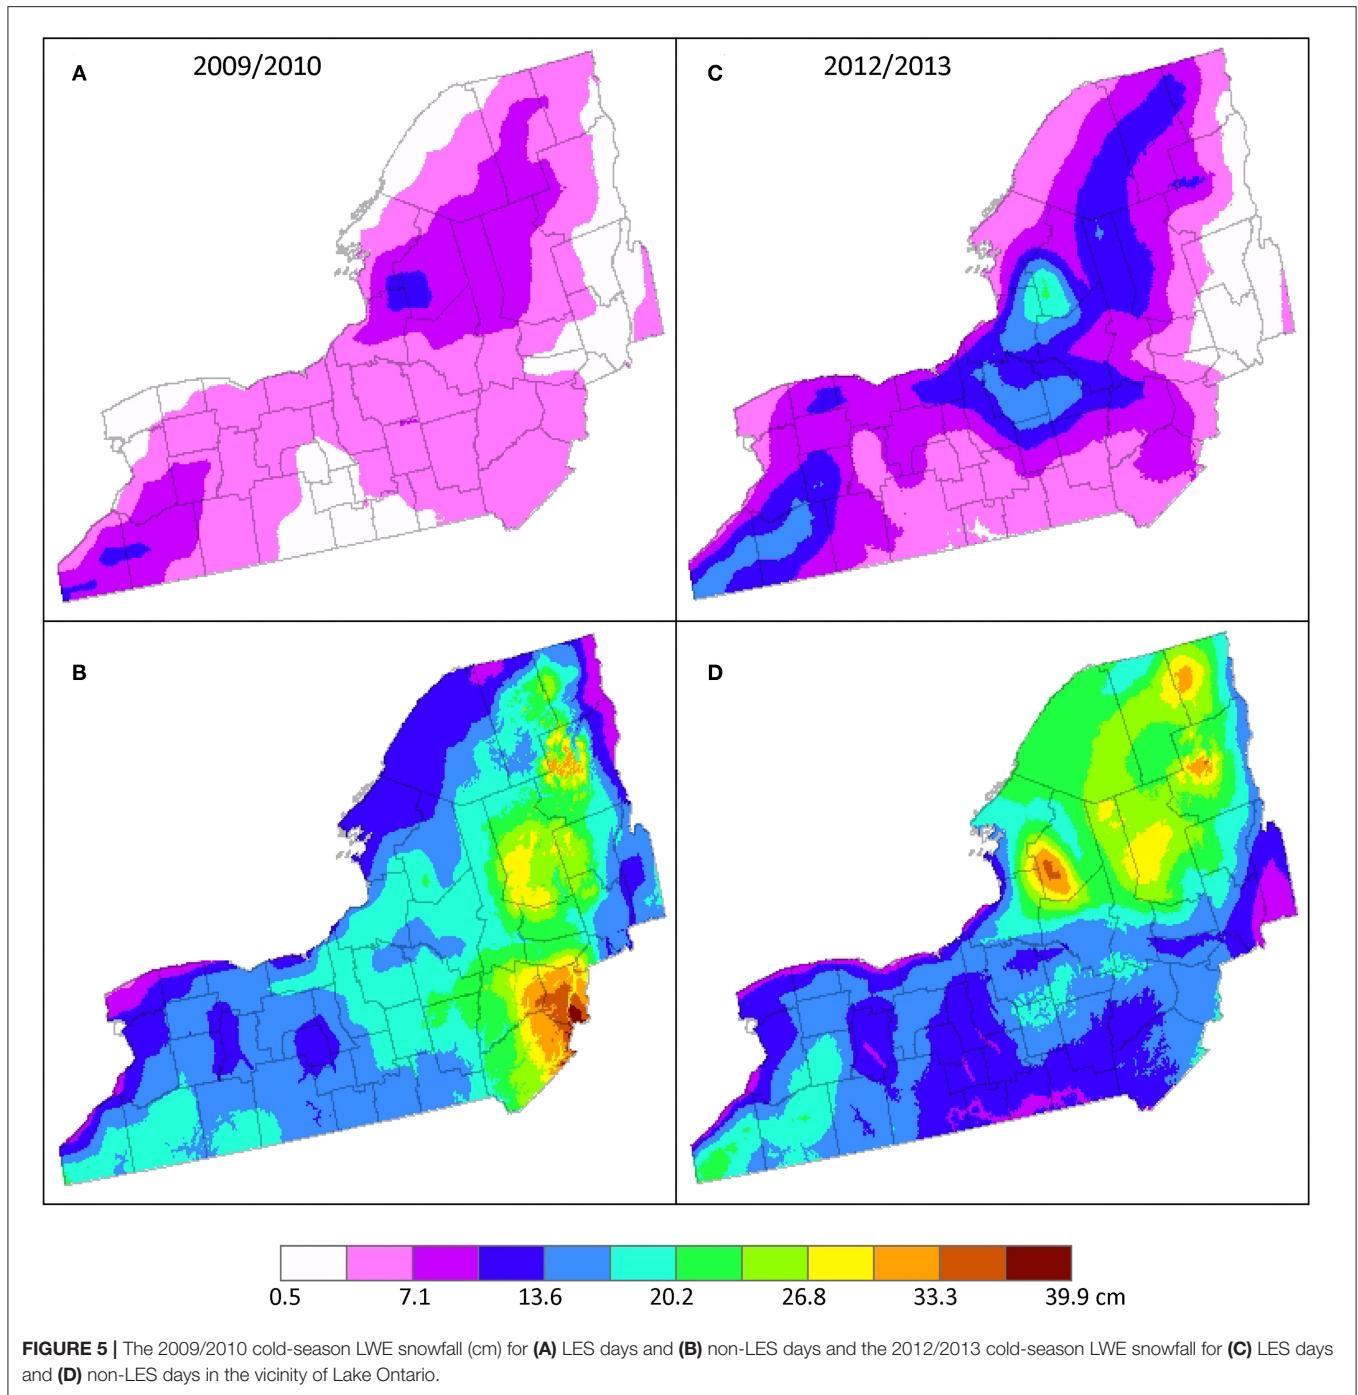 A 2009/2010
C 2012/2013
B
D
0.5 7.1 13.6 20.2 26.8 33.3 39.9 cm
FIGURE 5 | The 2009/2010 cold-season LWE snowfall (cm) for (A) LES days and (B) non-LES days and the 2012/2013 cold-season LWE snowfall for (C) LES days
and (D) non-LES days in the vicinity of Lake Ontario.